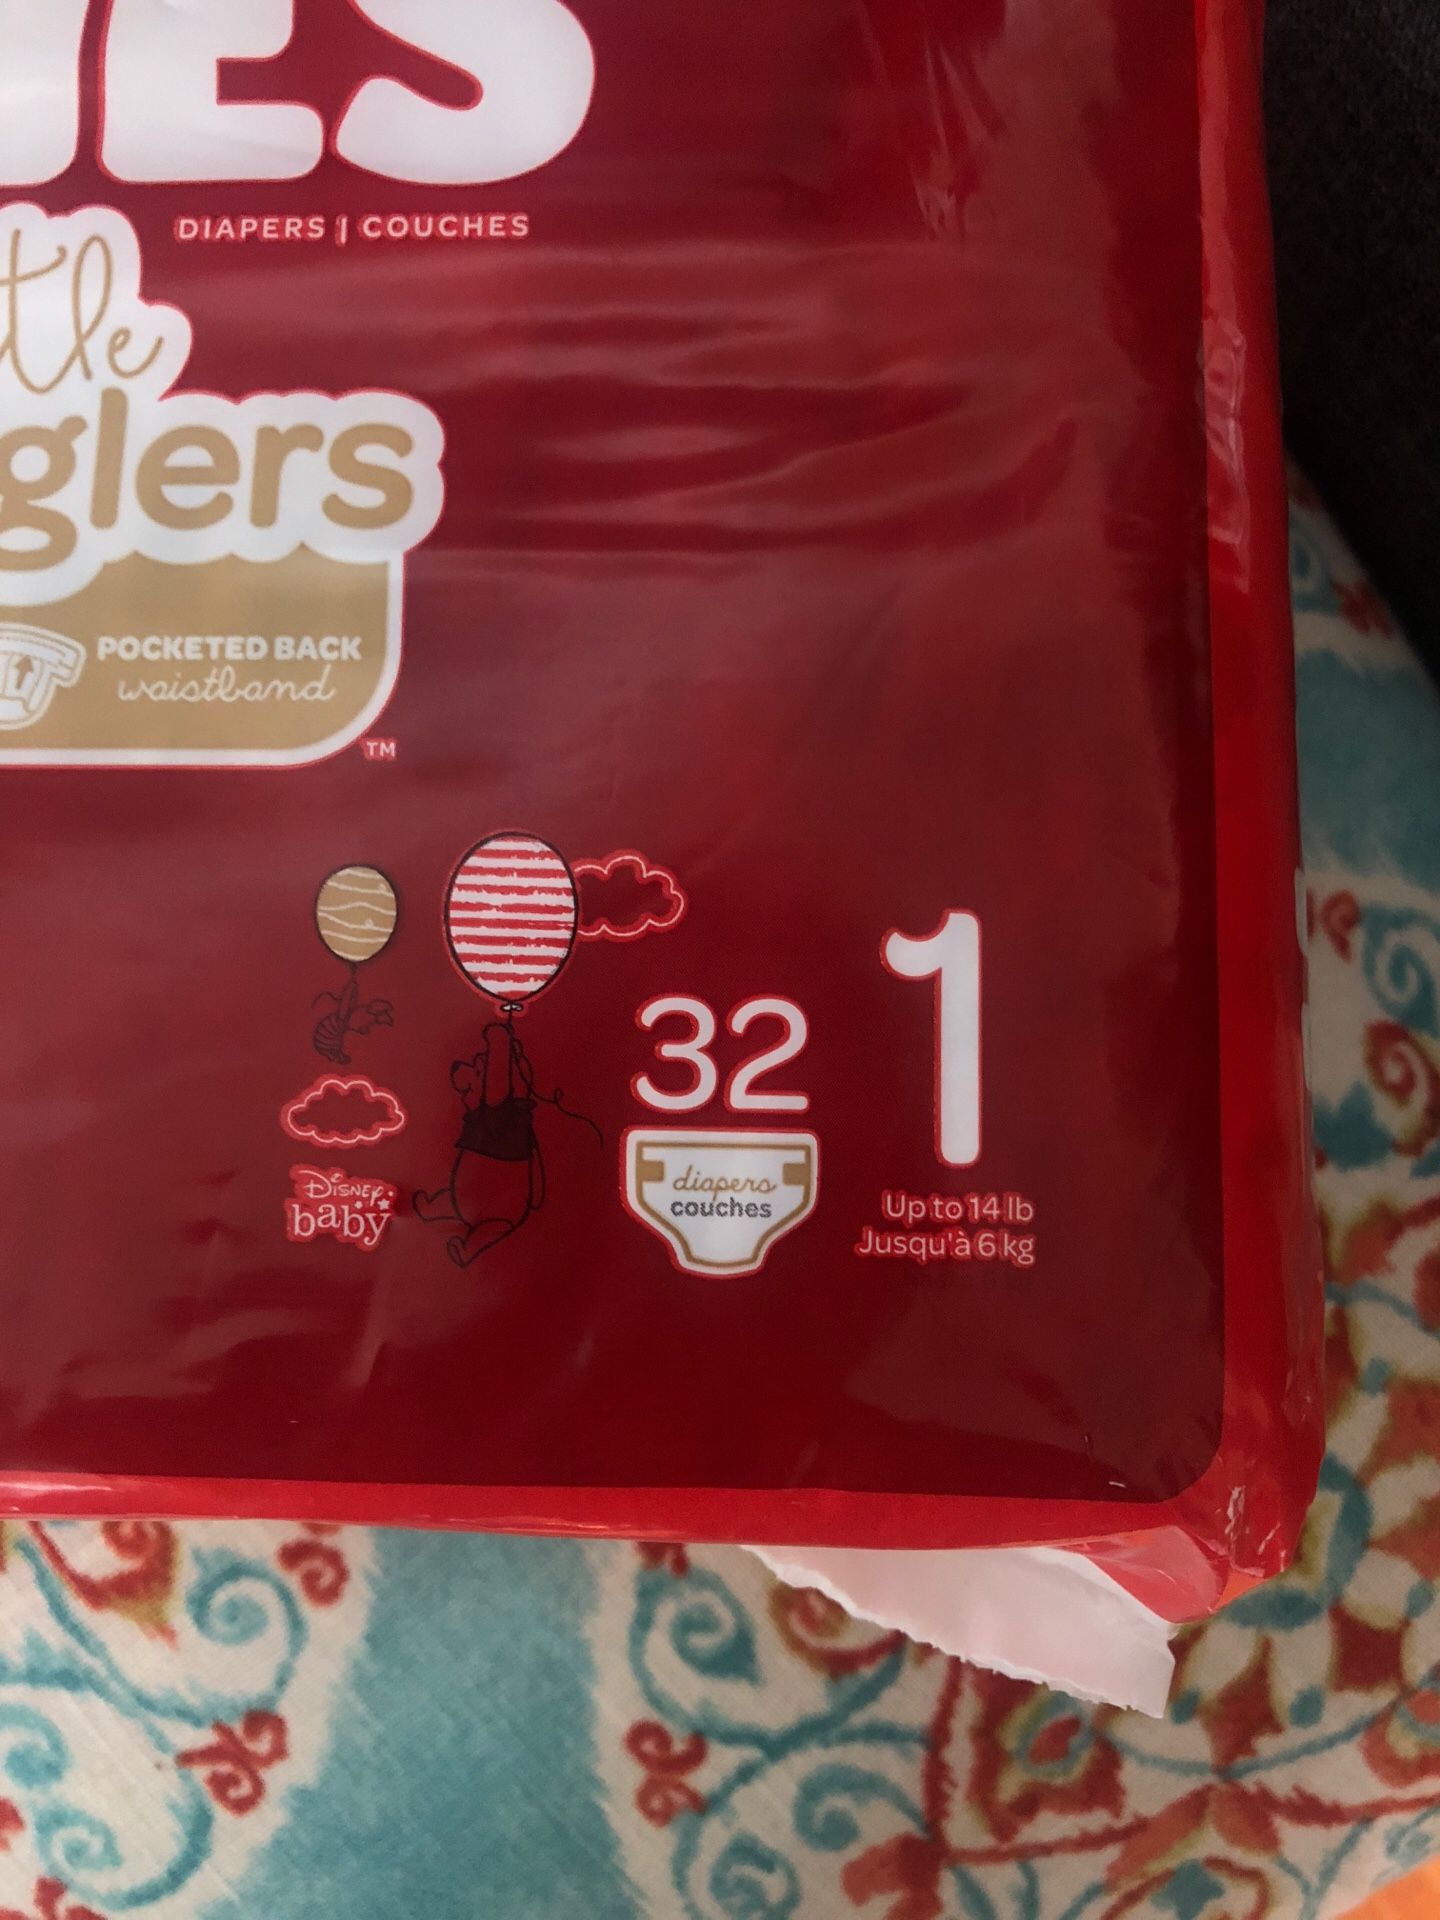 DIAPERS | COUCHES
POCKETED BACK
waistband
TM
32
diapers
couches
1
Up to 14 lb
Jusqu'à 6 kg
Disney
baby